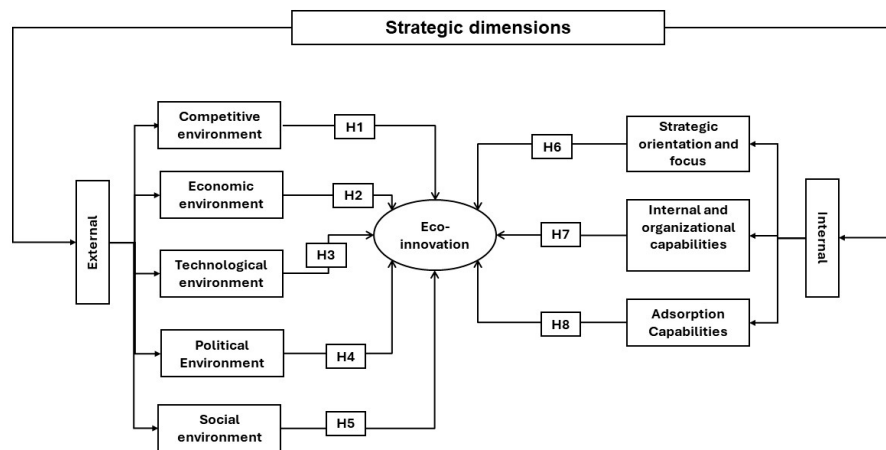 Strategic dimensions
External
Competitive
environment
H1
Economic
environment
H2
Technological
environment
H3
Political
Environment
H4
Social
environment
H5
Eco-
innovation
H6
Strategic
orientation and
focus
H7
Internal and
organizational
capabilities
H8
Adsorption
Capabilities
Internal